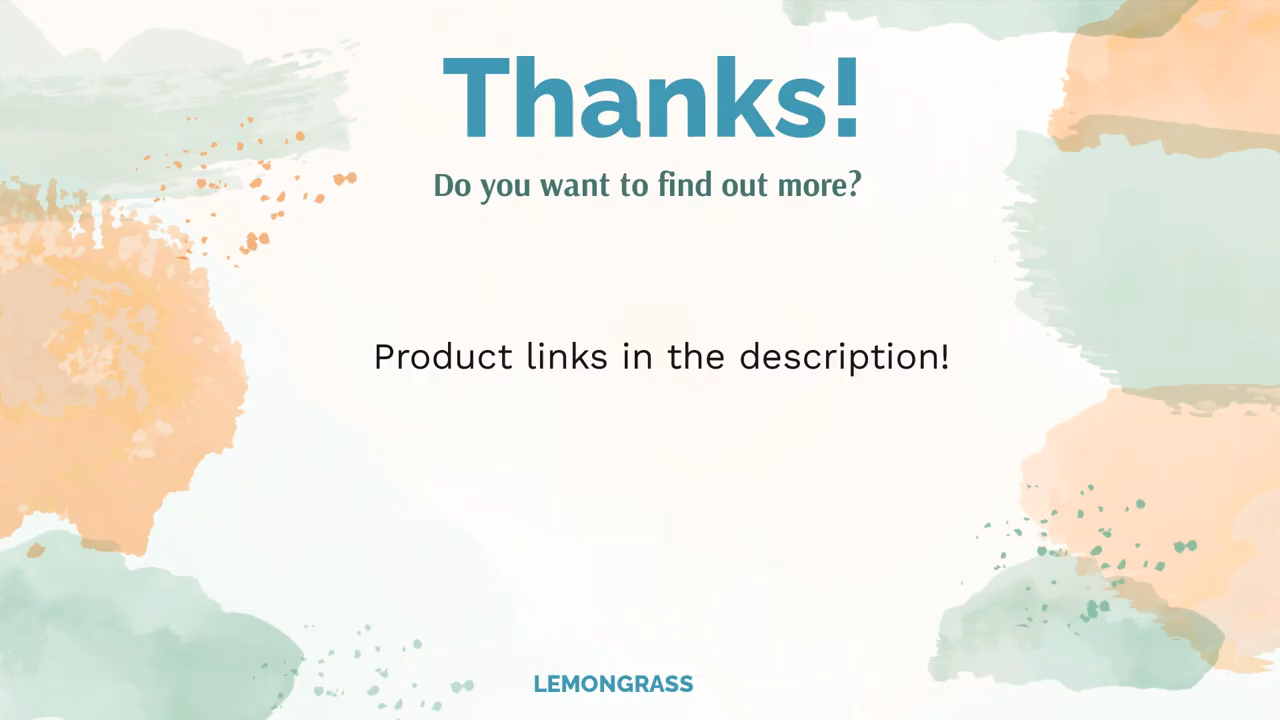 Thanks!
Do you want to find out more?
Product links in the description!
LEMONGRASS